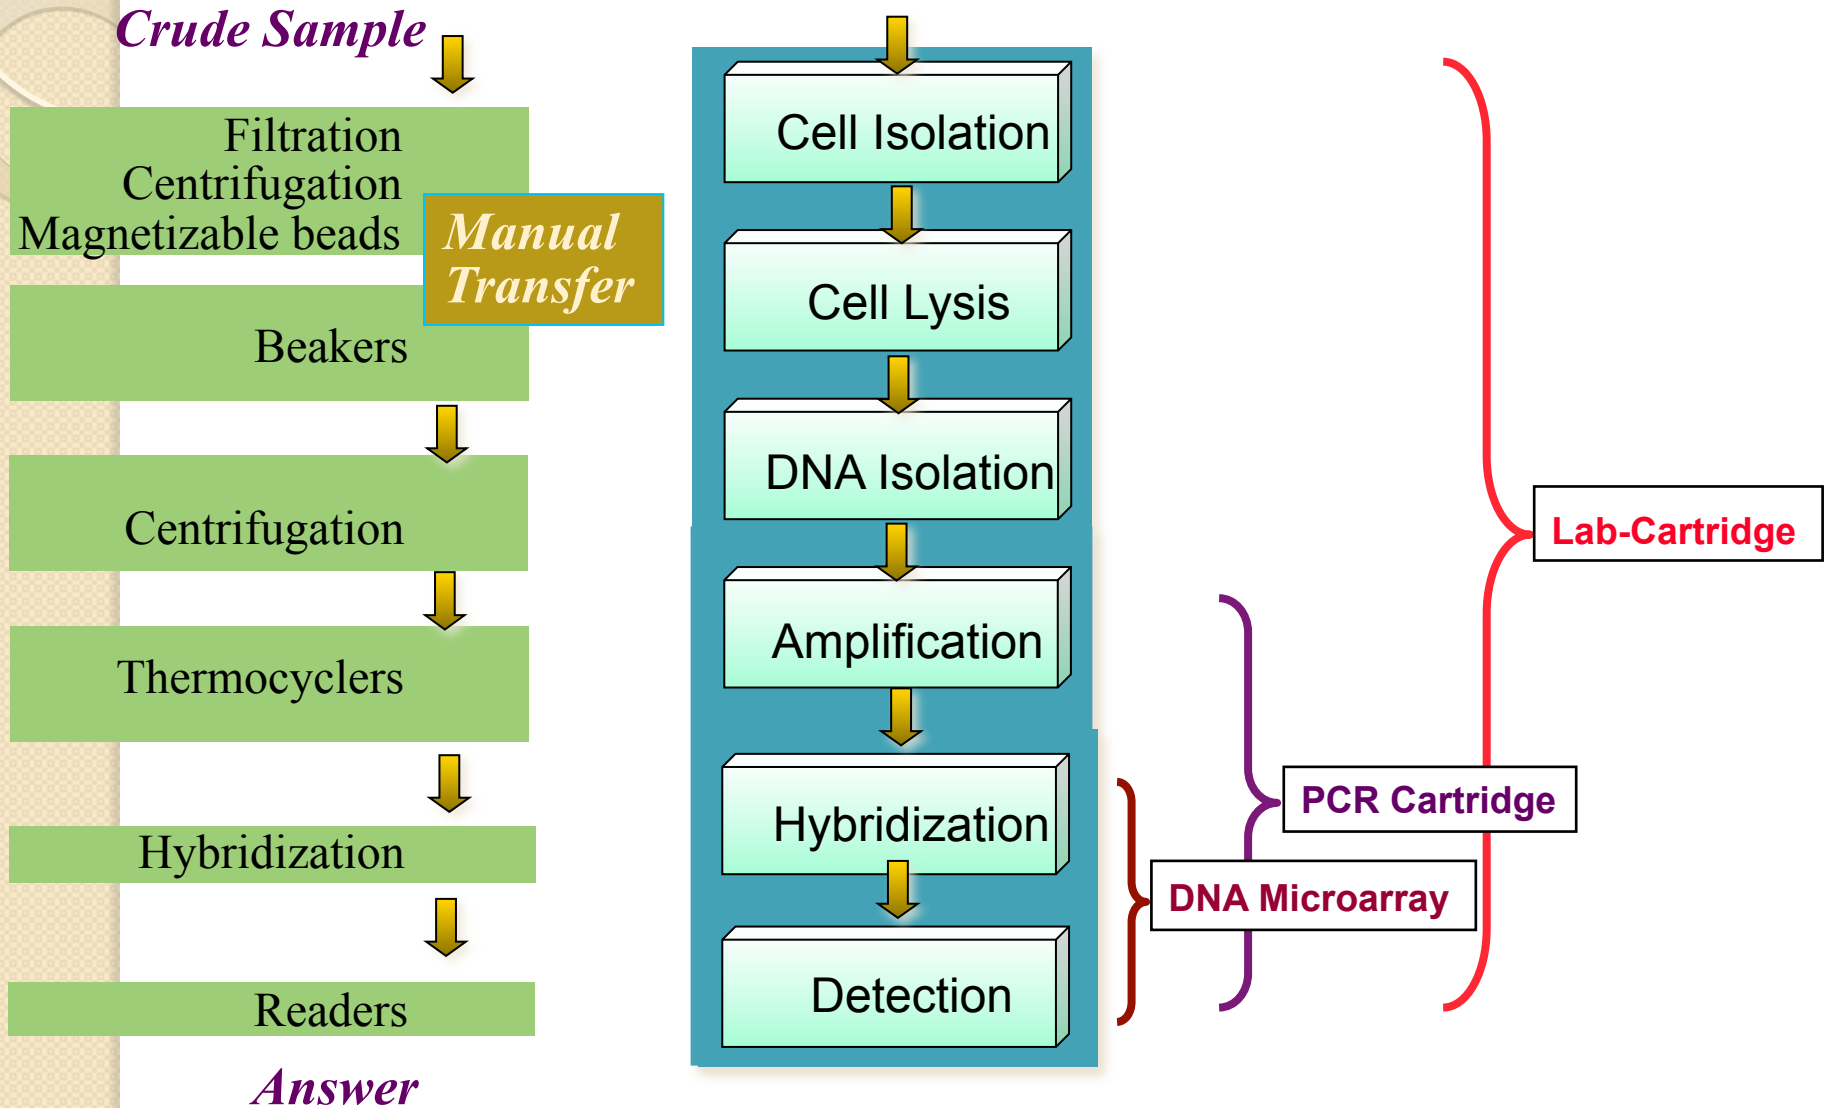 Crude Sample
Filtration
Centrifugation
Magnetizable beads
Manual
Transfer
Beakers
Centrifugation
Thermocyclers
Hybridization
Readers
Answer
Cell Isolation
Cell Lysis
DNA Isolation
Amplification
Hybridization
Detection
Lab-Cartridge
PCR Cartridge
DNA Microarray